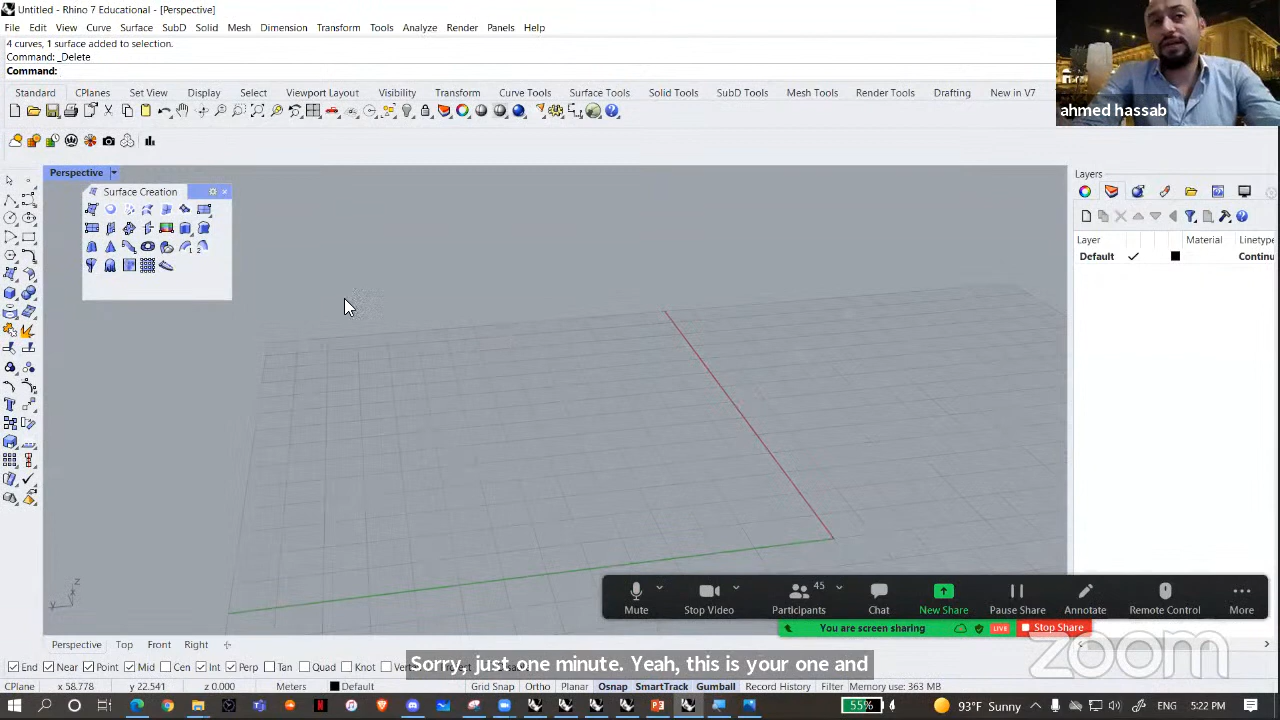 Untitled - Rhino 7 Educational - [Perspective]
File Edit View Curve Surface SubD Solid Mesh Dimension Transform Tools Analyze Render Panels Help
4 curves, 1 surface added to selection.
Command: _Delete
Command:
Standard CPlanes Set View Display Select Viewport Layout Visibility Transform Curve Tools Surface Tools Solid Tools SubD Tools Mesh Tools Render Tools Drafting New in V7
ahmed hassab
Perspective
Surface Creation
Layers
Layer Material Linetype
Default Continu
z
x
y
45
Mute Stop Video Participants Chat New Share Pause Share Annotate Remote Control More
You are screen sharing LIVE Stop Share
Perspective Top Front Right
zoom
Sorry, just one minute. Yeah, this is your one and
End Near Point Mid Cen Int Perp Tan Quad Knot
CPlane x 58.778 y 22.541 z 0.000 Meters Default Grid Snap Ortho Planar Osnap SmartTrack Gumball Record History Filter Memory use: 363 MB
55% 93°F Sunny 5:22 PM